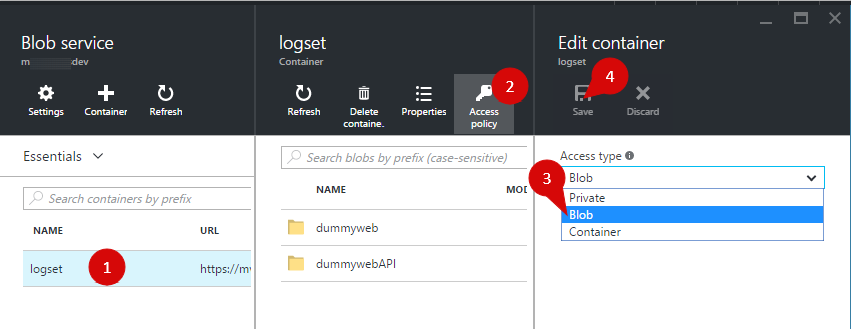 Blob service
dev
Settings
Container
Refresh
Essentials
Search containers by prefix
NAME URL
logset https://m
1
logset
Container
Refresh
Delete
containe.
Properties
Access
policy
2
Search blobs by prefix (case-sensitive)
NAME MOD
dummyweb
dummywebAPI
Edit container
logset
4
Save
Discard
Access type
3
Blob
Private
Blob
Container